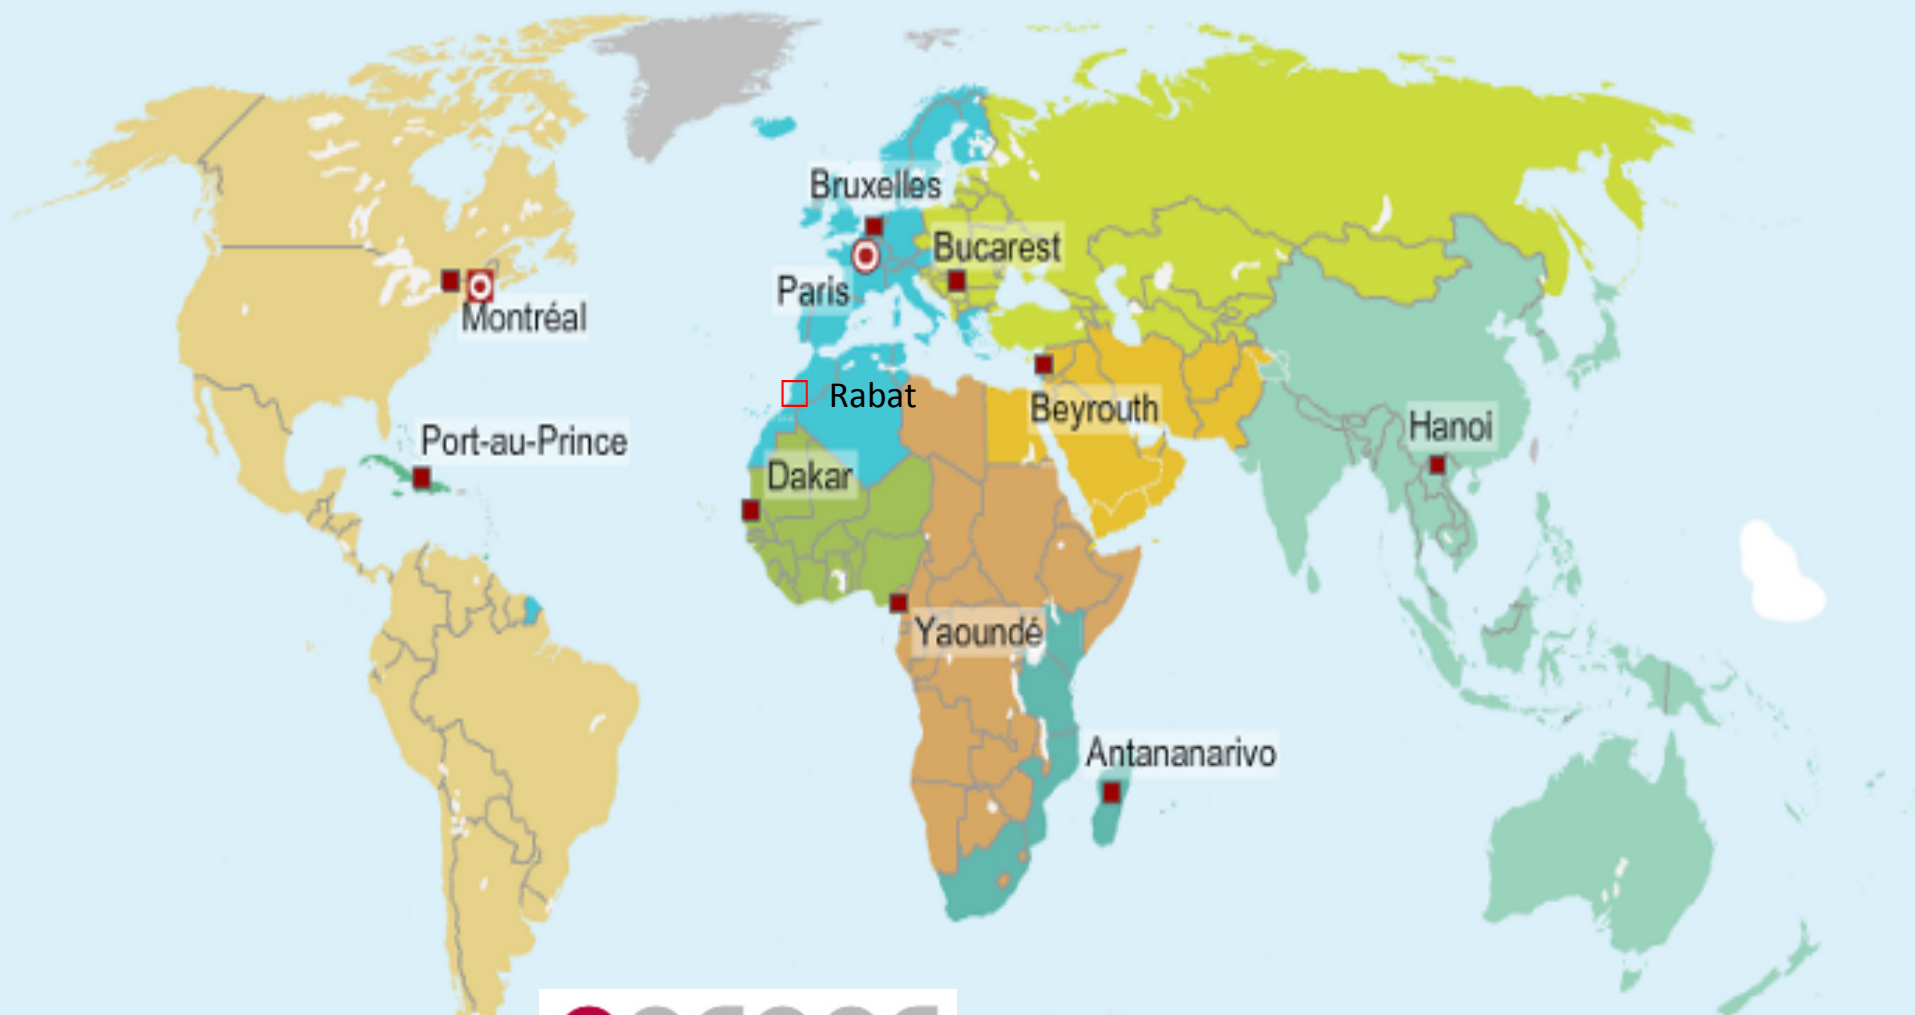 Bruxelles
Bucarest
Paris
Montréal
Rabat
Beyrouth
Hanoi
Port-au-Prince
Dakar
Yaoundé
Antananarivo